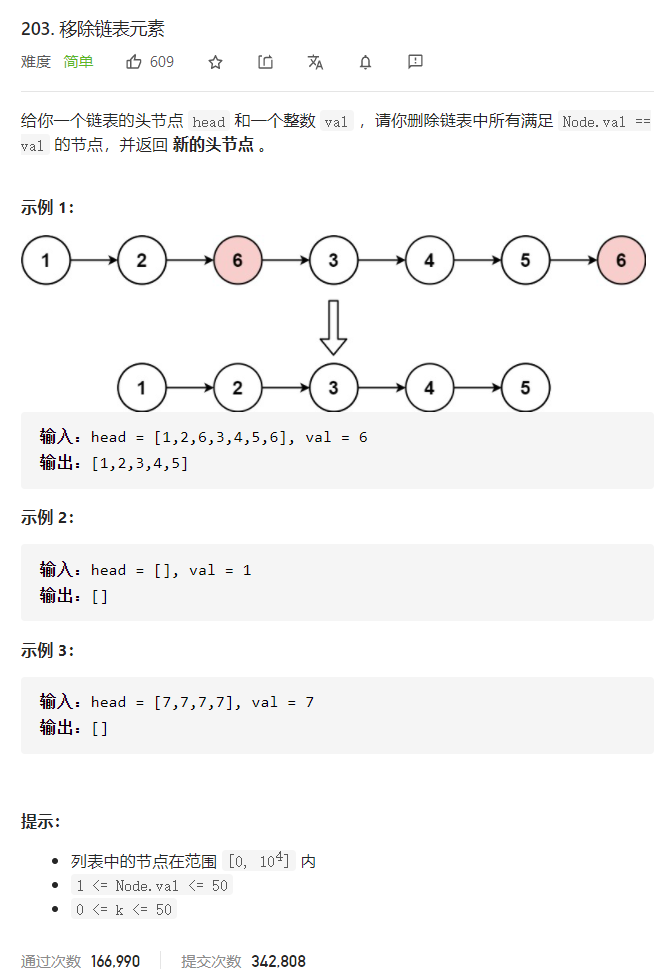 203. 移除链表元素
难度 简单 609
给你一个链表的头节点 head 和一个整数 val ，请你删除链表中所有满足 Node.val ==
val 的节点，并返回 新的头节点 。
示例 1：
1 2 6 3 4 5 6
1 2 3 4 5
输入：head = [1,2,6,3,4,5,6], val = 6
输出：[1,2,3,4,5]
示例 2：
输入：head = [], val = 1
输出：[]
示例 3：
输入：head = [7,7,7,7], val = 7
输出：[]
提示：
列表中的节点在范围 [0, 10⁴] 内
1 <= Node.val <= 50
0 <= k <= 50
通过次数 166,990 提交次数 342,808